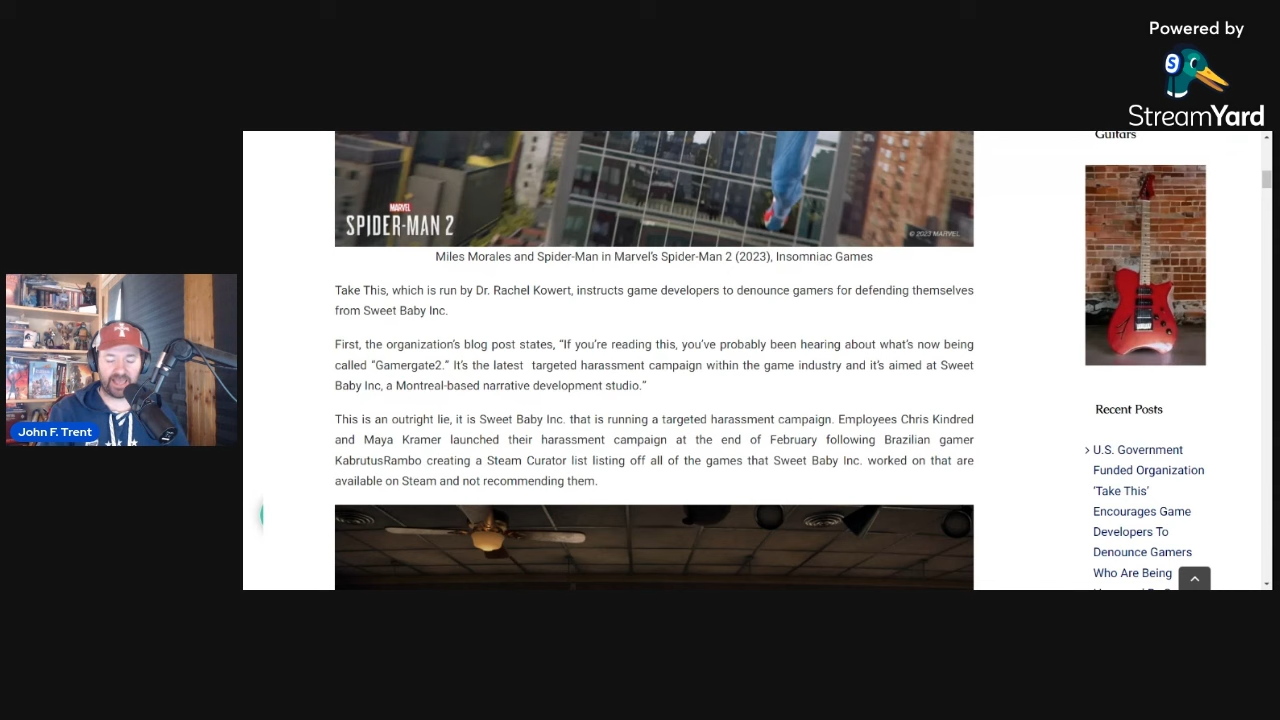 Powered by
StreamYard
Guitars
MARVEL
SPIDER-MAN 2
© 2023 MARVEL
Miles Morales and Spider-Man in Marvel's Spider-Man 2 (2023), Insomniac Games
Take This, which is run by Dr. Rachel Kowert, instructs game developers to denounce gamers for defending themselves
from Sweet Baby Inc.
First, the organization's blog post states, “If you're reading this, you've probably been hearing about what's now being
called “Gamergate2.” It's the latest targeted harassment campaign within the game industry and it's aimed at Sweet
Baby Inc, a Montreal-based narrative development studio.”
This is an outright lie, it is Sweet Baby Inc. that is running a targeted harassment campaign. Employees Chris Kindred
and Maya Kramer launched their harassment campaign at the end of February following Brazilian gamer
KabrutusRambo creating a Steam Curator list listing off all of the games that Sweet Baby Inc. worked on that are
available on Steam and not recommending them.
Recent Posts
U.S. Government
Funded Organization
‘Take This’
Encourages Game
Developers To
Denounce Gamers
Who Are Being
John F. Trent